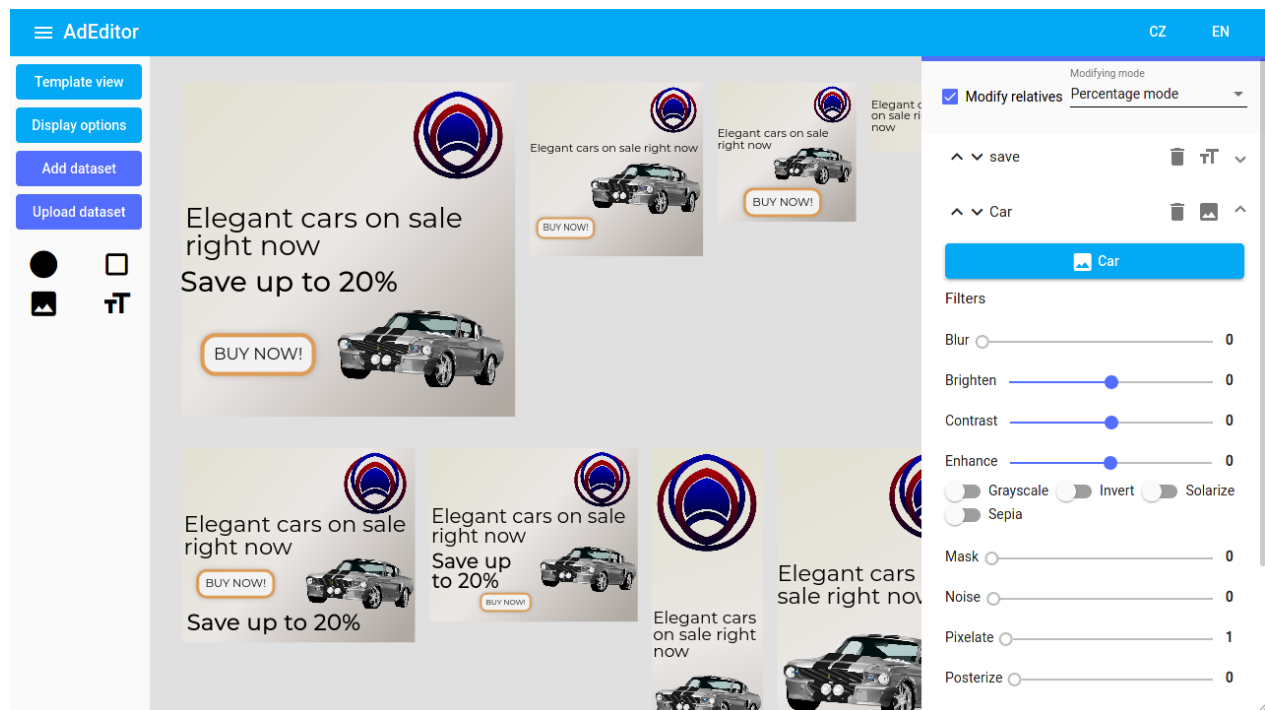 AdEditor
CZ
EN
Template view
Display options
Add dataset
Upload dataset
Elegant cars on sale
right now
Save up to 20%
BUY NOW!
Elegant cars on sale right now
BUY NOW!
Elegant cars on sale
right now
BUY NOW!
Elegant
on sale
now
Elegant cars on sale
right now
BUY NOW!
Save up to 20%
Elegant cars on sale
right now
Save up
to 20%
BUY NOW!
Elegant cars
on sale right
now
Elegant cars
sale right now
Modifying mode
Modify relatives
Percentage mode
save
Car
Car
Filters
Blur 0
Brighten 0
Contrast 0
Enhance 0
Grayscale Invert Solarize
Sepia
Mask 0
Noise 0
Pixelate 1
Posterize 0